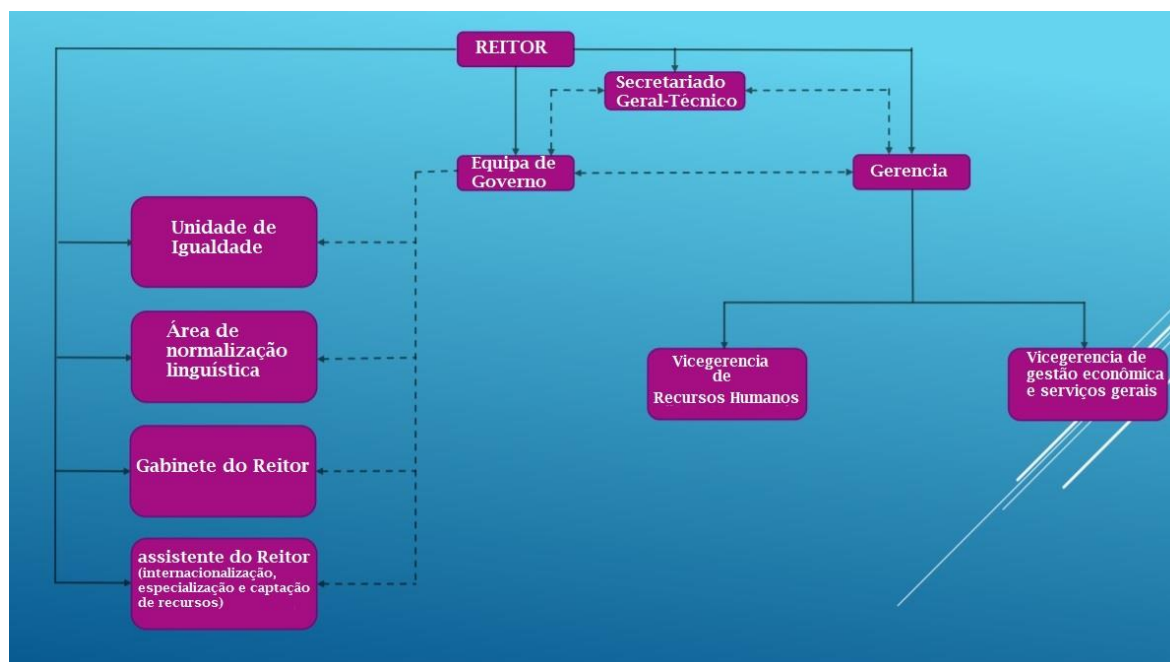 REITOR
Secretariado
Geral-Técnico
Equipa de
Governo
Gerencia
Unidade de
Igualdade
Área de
normalização
linguística
Gabinete do Reitor
assistente do Reitor
(internacionalização,
especialização e captação
de recursos)
Vicegerencia
de
Recursos Humanos
Vicegerencia de
gestão econômica
e serviços gerais